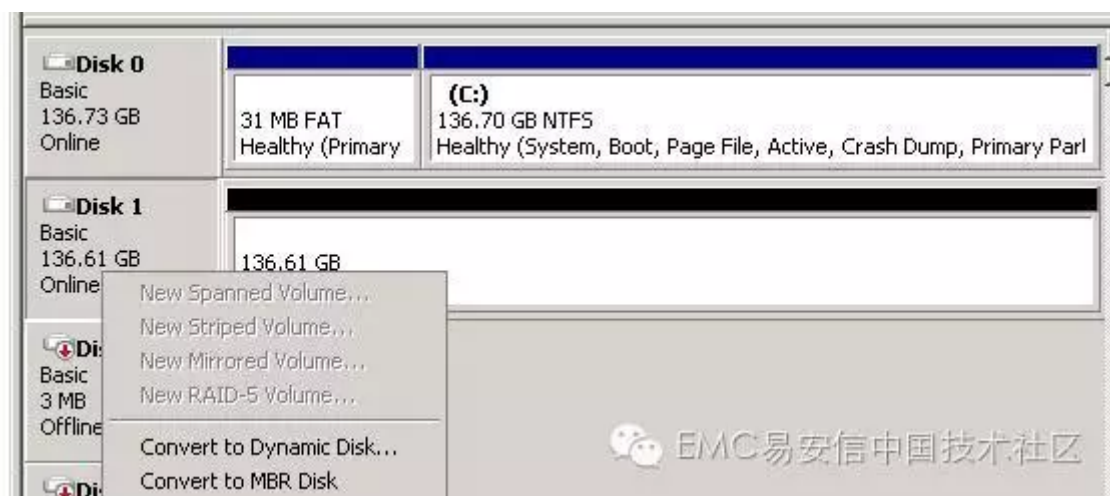 Disk 0
Basic
136.73 GB
Online
31 MB FAT
Healthy (Primary
(C:)
136.70 GB NTFS
Healthy (System, Boot, Page File, Active, Crash Dump, Primary Part
Disk 1
Basic
136.61 GB
Online
136.61 GB
New Spanned Volume...
New Striped Volume...
New Mirrored Volume...
New RAID-5 Volume...
Convert to Dynamic Disk...
Convert to MBR Disk
Di
Basic
3 MB
Offline
Di
EMC易安信中国技术社区